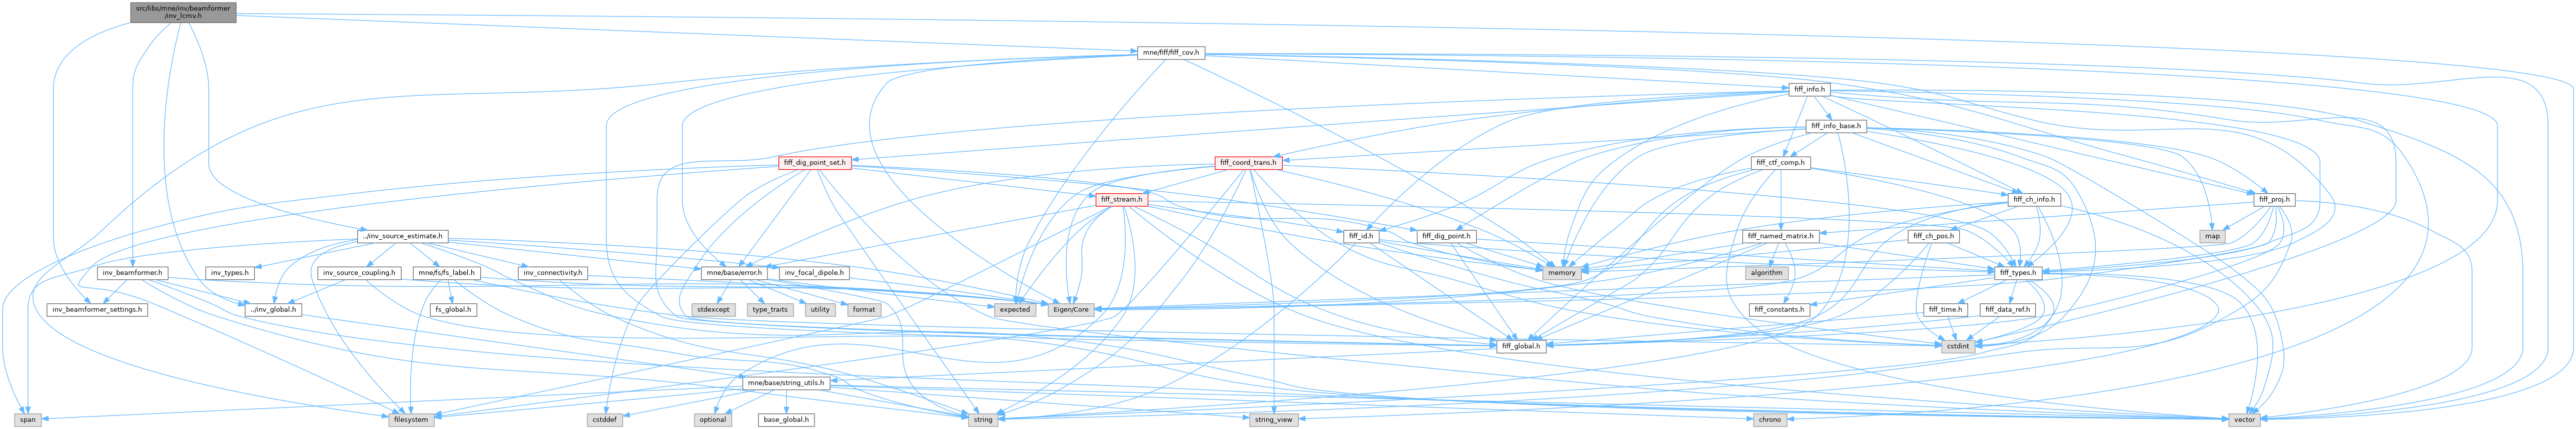 src/libs/mne/inv/beamformer
/inv_lcmv.h
mne/fiff/fiff_cov.h
fiff_info.h
fiff_info_base.h
fiff_dig_point_set.h
fiff_coord_trans.h
fiff_ctf_comp.h
fiff_stream.h
fiff_ch_info.h
fiff_proj.h
../inv_source_estimate.h
fiff_id.h
fiff_dig_point.h
fiff_named_matrix.h
fiff_ch_pos.h
map
inv_beamformer.h
inv_types.h
inv_source_coupling.h
mne/fs/fs_label.h
inv_connectivity.h
mne/base/error.h
inv_focal_dipole.h
memory
algorithm
fiff_types.h
inv_beamformer_settings.h
../inv_global.h
fs_global.h
stdexcept
type_traits
utility
format
expected
Eigen/Core
fiff_constants.h
fiff_time.h
fiff_data_ref.h
fiff_global.h
cstdint
mne/base/string_utils.h
span
filesystem
cstddef
optional
base_global.h
string
string_view
chrono
vector